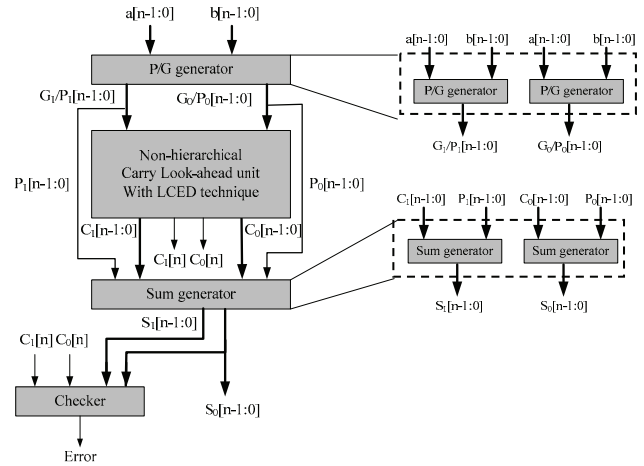 a[n-1:0] b[n-1:0]
P/G generator
G₁/P₁[n-1:0] G₀/P₀[n-1:0]
P₁[n-1:0]
Non-hierarchical
Carry Look-ahead unit
With LCED technique
P₀[n-1:0]
C₁[n-1:0] C₀[n-1:0]
C₁[n] C₀[n]
Sum generator
S₁[n-1:0]
C₁[n] C₀[n]
Checker
S₀[n-1:0]
Error
a[n-1:0] b[n-1:0] a[n-1:0] b[n-1:0]
P/G generator P/G generator
G₁/P₁[n-1:0] G₀/P₀[n-1:0]
C₁[n-1:0] P₁[n-1:0] C₀[n-1:0] P₀[n-1:0]
Sum generator Sum generator
S₁[n-1:0] S₀[n-1:0]